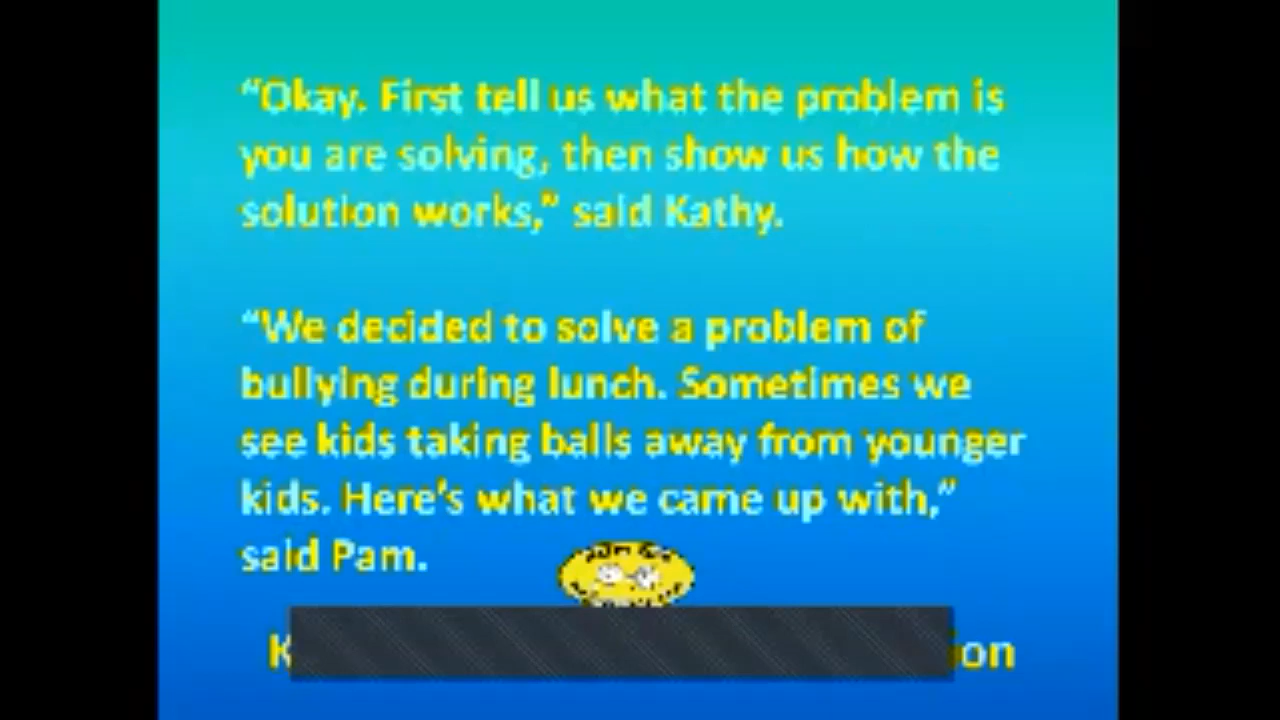 “Okay. First tell us what the problem is
you are solving, then show us how the
solution works,” said Kathy.
“We decided to solve a problem of
bullying during lunch. Sometimes we
see kids taking balls away from younger
kids. Here’s what we came up with,”
said Pam.